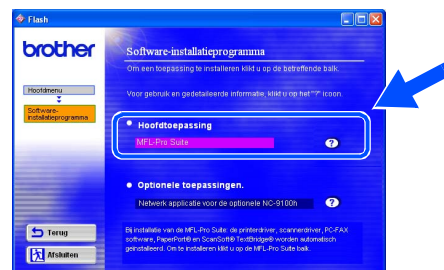 Flash
brother
Software-installatieprogramma
Om een toepassing te installeren klikt u op de betreffende balk.
Hoofdmenu
Voor gebruik en gedetaileerde informatie, klikt u op het "?" icoon.
Software-
installatieprogramma
Hoofdtoepassing
MFL-Pro Suite
?
Optionele toepassingen.
Netwerk applicatie voor de optionele NC-9100h
?
Terug
Bij installatie van de MFL-Pro Suite: de printerdriver, scannerdriver, PC-FAX
software, PaperPort® en ScanSoft® TextBridge® worden automatisch
geinstalleerd. Om te installeren klikt u op de MFL-Pro Suite balk.
Afsluiten